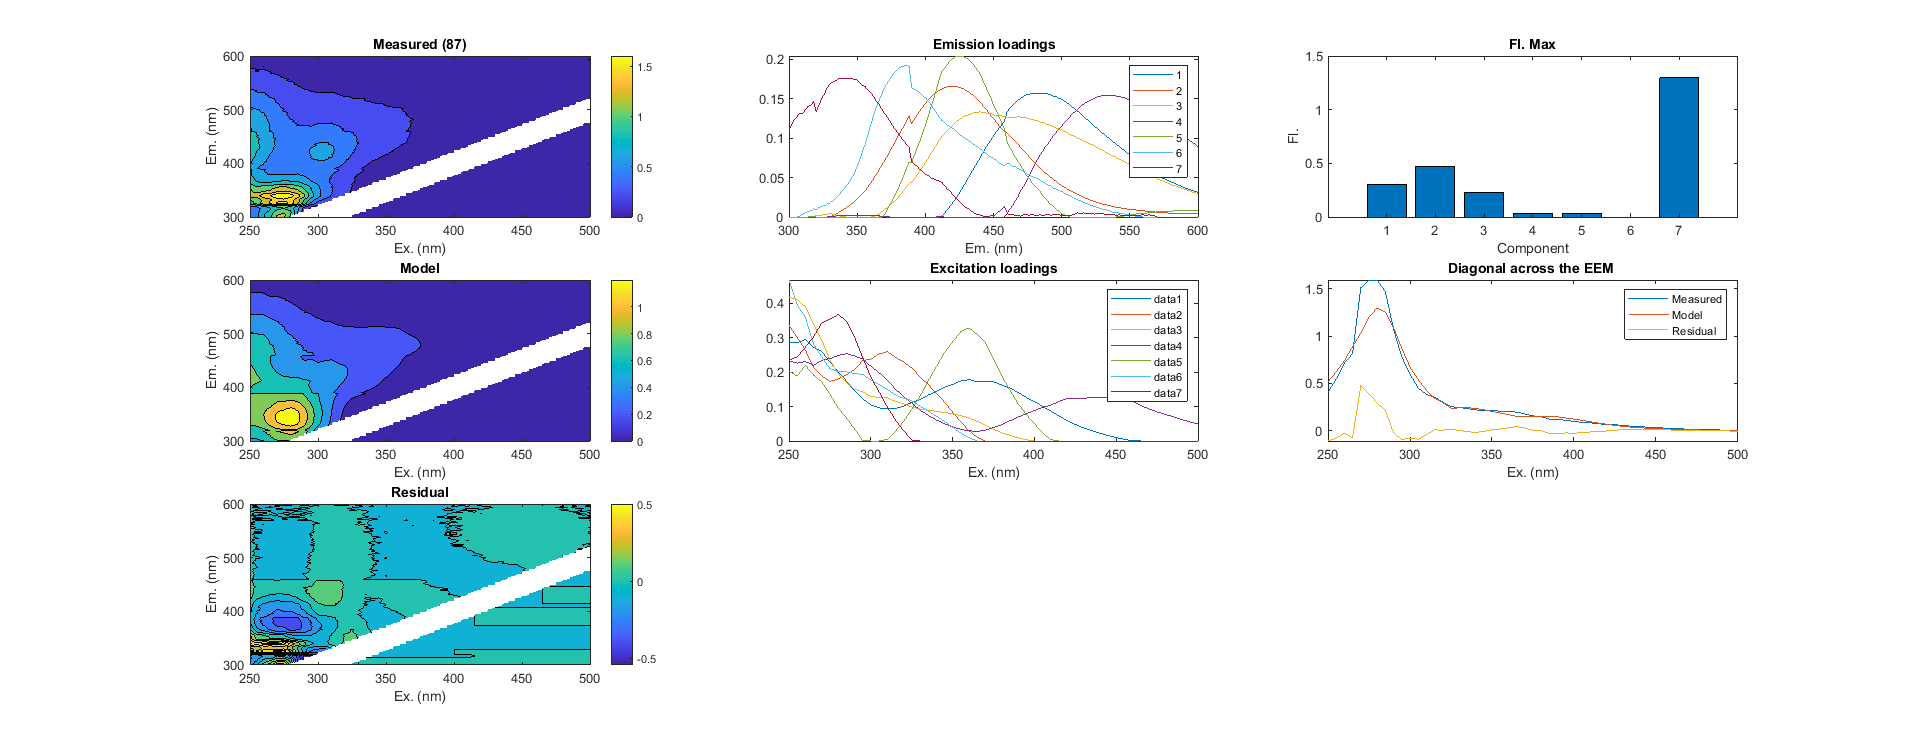 Measured (87)
600
500
400
300
Em. (nm)
250 300 350 400 450 500
Ex. (nm)
1.5
1
0.5
0
Emission loadings
0.2
0.15
0.1
0.05
0
300 350 400 450 500 550 600
Em. (nm)
1
2
3
4
5
6
7
Fl. Max
1.5
1
0.5
0
Fl.
1 2 3 4 5 6 7
Component
Model
600
500
400
300
Em. (nm)
250 300 350 400 450 500
Ex. (nm)
1
0.8
0.6
0.4
0.2
0
Excitation loadings
0.4
0.3
0.2
0.1
0
250 300 350 400 450 500
Ex. (nm)
data1
data2
data3
data4
data5
data6
data7
Diagonal across the EEM
1.5
1
0.5
0
250 300 350 400 450 500
Ex. (nm)
Measured
Model
Residual
Residual
600
500
400
300
Em. (nm)
250 300 350 400 450 500
Ex. (nm)
0.5
0
-0.5